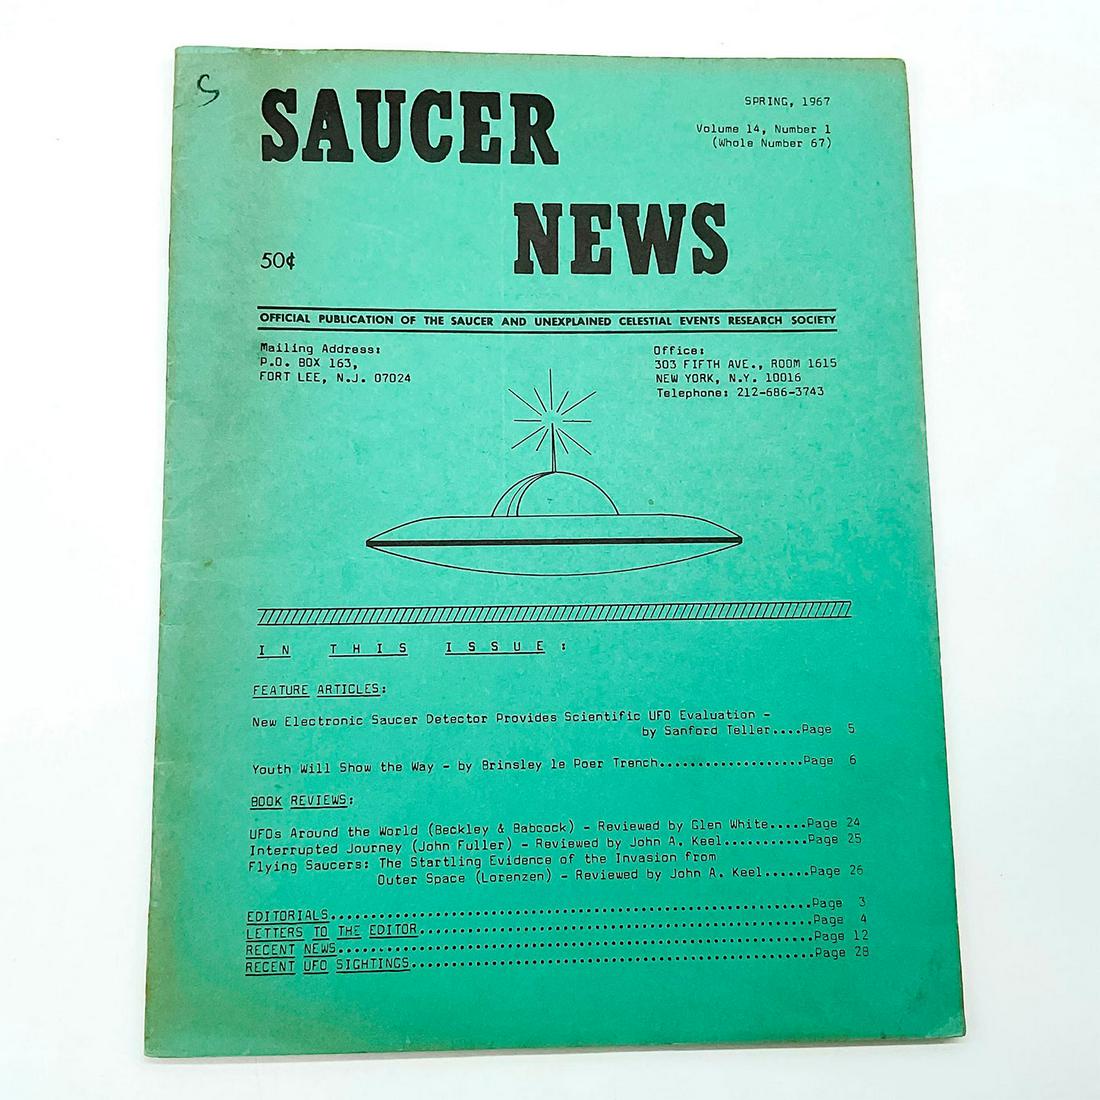 S
SAUCER
SPRING, 1967
Volume 14, Number 1
(Whole Number 67)
NEWS
50¢
OFFICIAL PUBLICATION OF THE SAUCER AND UNEXPLAINED CELESTIAL EVENTS RESEARCH SOCIETY
Mailing Address:
P.O. BOX 163,
FORT LEE, N.J. 07024
Office:
303 FIFTH AVE., ROOM 1615
NEW YORK, N.Y. 10016
Telephone: 212-686-3743
IN THIS ISSUE:
FEATURE ARTICLES:
New Electronic Saucer Detector Provides Scientific UFO Evaluation -
by Sanford Teller....Page 5
Youth Will Show the Way - by Brinsley le Poer Trench..................Page 6
BOOK REVIEWS:
UFOs Around the World (Beckley & Babcock) - Reviewed by Glen White.....Page 24
Interrupted Journey (John Fuller) - Reviewed by John A. Keel..........Page 25
Flying Saucers: The Startling Evidence of the Invasion from
Outer Space (Lorenzen) - Reviewed by John A. Keel......Page 26
EDITORIALS............................................................Page 3
LETTERS TO THE EDITOR.................................................Page 4
RECENT NEWS...........................................................Page 12
RECENT UFO SIGHTINGS..................................................Page 28